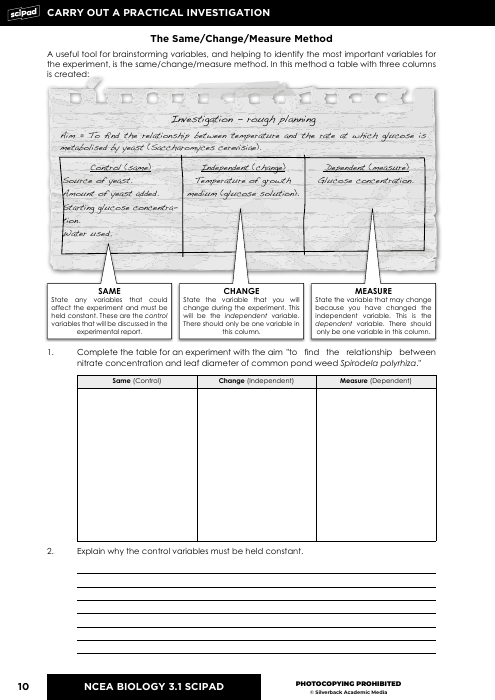 scipad
CARRY OUT A PRACTICAL INVESTIGATION
The Same/Change/Measure Method
A useful tool for brainstorming variables, and helping to identify the most important variables for
the experiment, is the same/change/measure method. In this method a table with three columns
is created:
Investigation - rough planning
Aim = To find the relationship between temperature and the rate at which glucose is
metabolised by yeast (Saccharomyces cerevisiae).
Control (same)
Source of yeast.
Amount of yeast added.
Starting glucose concentra-
tion.
Water used.
Independent (change)
Temperature of growth
medium (glucose solution).
Dependent (measure)
Glucose concentration.
SAME
State any variables that could
affect the experiment and must be
held constant. These are the control
variables that will be discussed in the
experimental report.
CHANGE
State the variable that you will
change during the experiment. This
will be the independent variable.
There should only be one variable in
this column.
MEASURE
State the variable that may change
because you have changed the
independent variable. This is the
dependent variable. There should
only be one variable in this column.
1. Complete the table for an experiment with the aim "to find the relationship between
nitrate concentration and leaf diameter of common pond weed Spirodela polyrhiza."
Same (Control) Change (Independent) Measure (Dependent)
2. Explain why the control variables must be held constant.
10 NCEA BIOLOGY 3.1 SCIPAD
PHOTOCOPYING PROHIBITED
© Silverback Academic Media